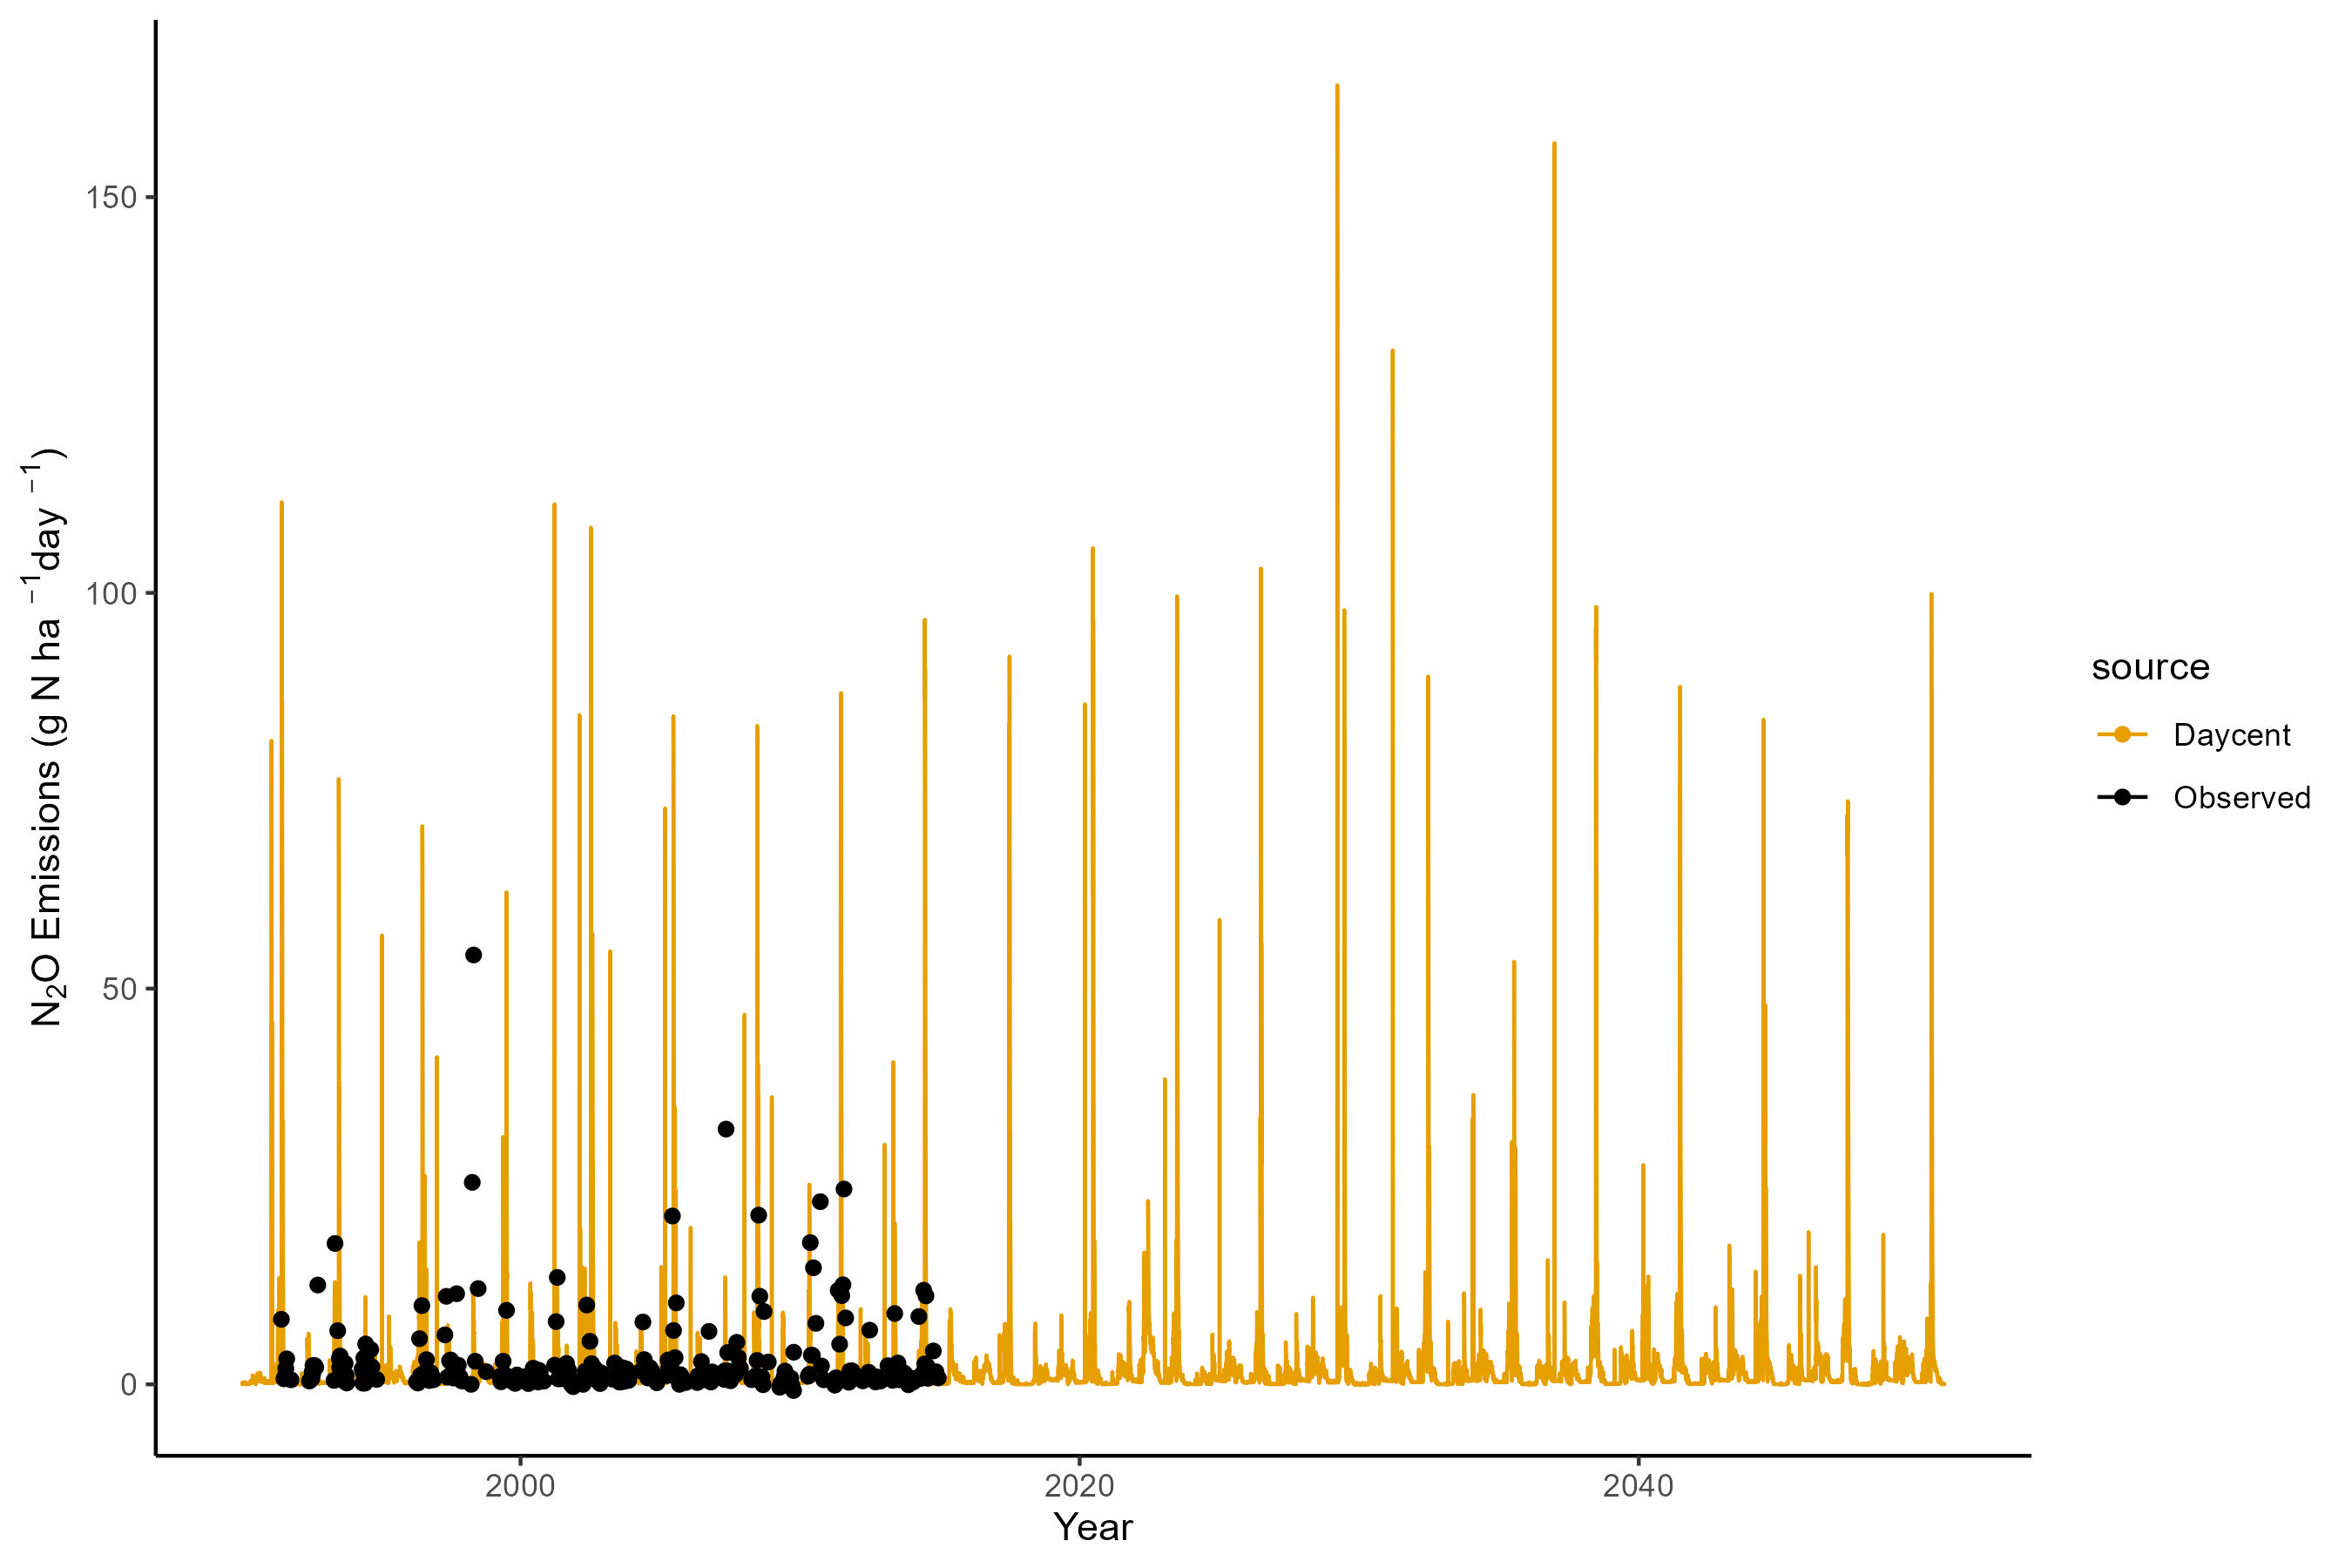 N₂O Emissions (g N ha ⁻¹day ⁻¹)
150
100
50
0
2000
2020
2040
Year
source
Daycent
Observed